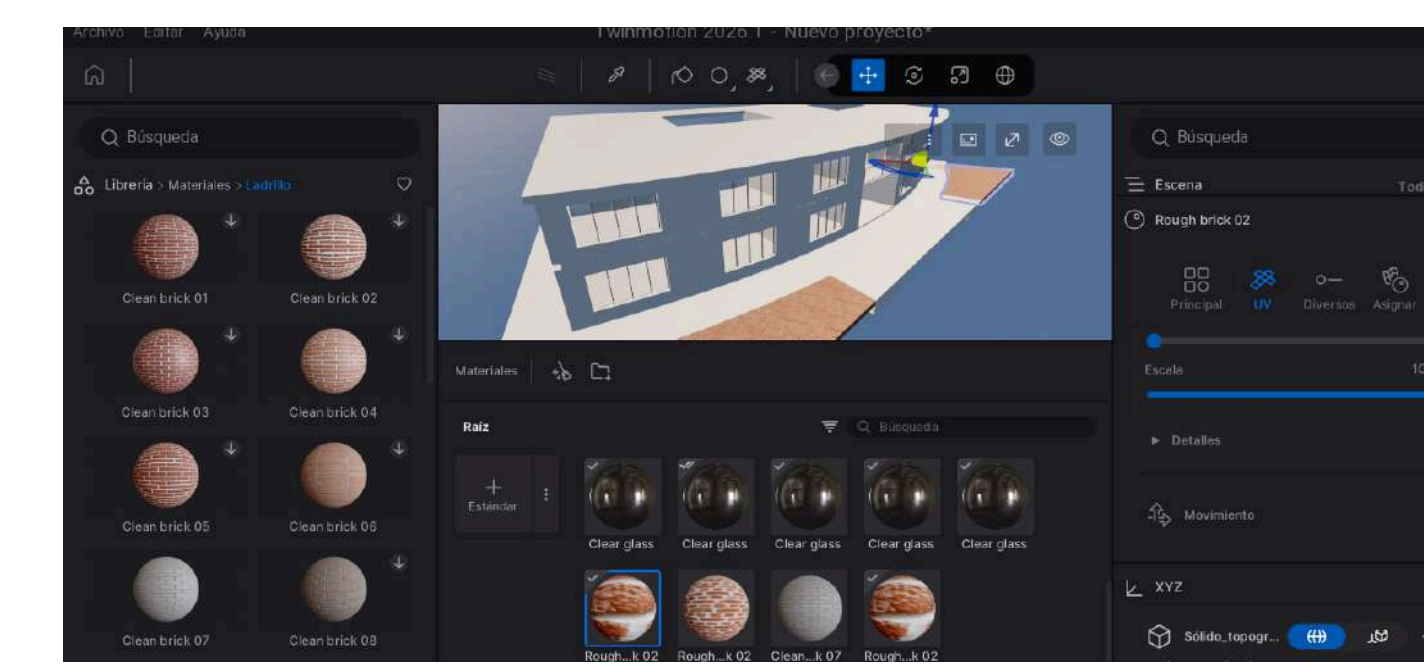 Archivo Editar Ayuda
Twinmotion 2026.1 - Nuevo proyecto*
Búsqueda
Librería > Materiales > Ladrillo
Clean brick 01
Clean brick 02
Clean brick 03
Clean brick 04
Clean brick 05
Clean brick 06
Clean brick 07
Clean brick 08
Materiales
Raíz
Búsqueda
Estándar
Clear glass
Clear glass
Clear glass
Clear glass
Clear glass
Rough...k 02
Rough...k 02
Clean...k 07
Rough...k 02
Búsqueda
Escena
Tod
Rough brick 02
Principal
UV
Diversos
Asignar
Escala
10
Detalles
Movimiento
XYZ
Sólido_topogr...